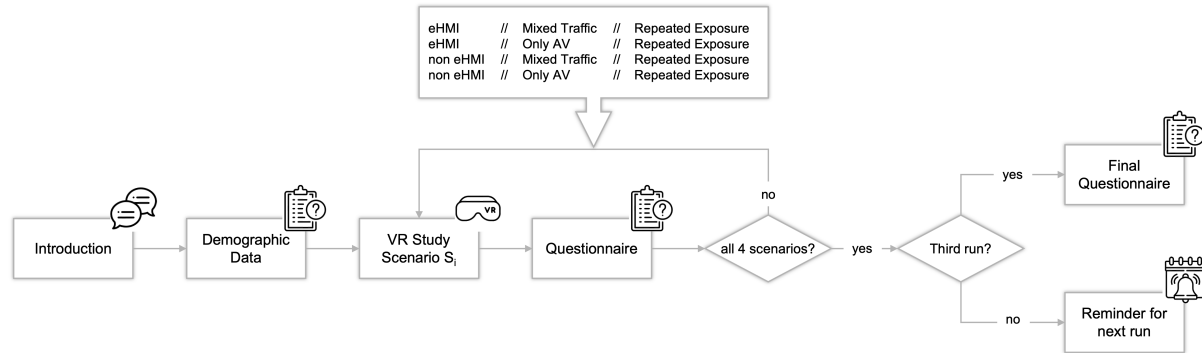 eHMI // Mixed Traffic // Repeated Exposure
eHMI // Only AV // Repeated Exposure
non eHMI // Mixed Traffic // Repeated Exposure
non eHMI // Only AV // Repeated Exposure
Introduction
Demographic
Data
VR
VR Study
Scenario Si
?
Questionnaire
?
all 4 scenarios?
no
yes
Third run?
yes
Final
Questionnaire
?
no
Reminder for
next run